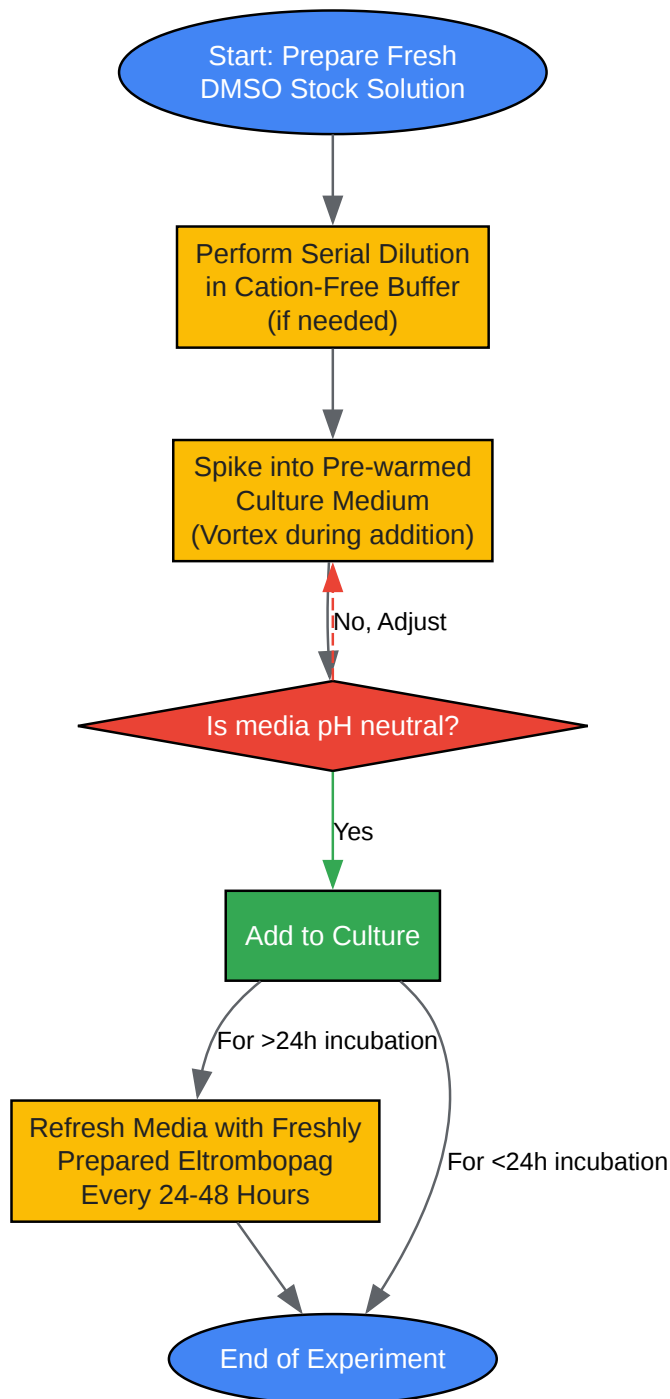 Start: Prepare Fresh
DMSO Stock Solution
Perform Serial Dilution
in Cation-Free Buffer
(if needed)
Spike into Pre-warmed
Culture Medium
(Vortex during addition)
No, Adjust
Is media pH neutral?
Yes
Add to Culture
For >24h incubation
Refresh Media with Freshly
Prepared Eltrombopag
Every 24-48 Hours
For <24h incubation
End of Experiment